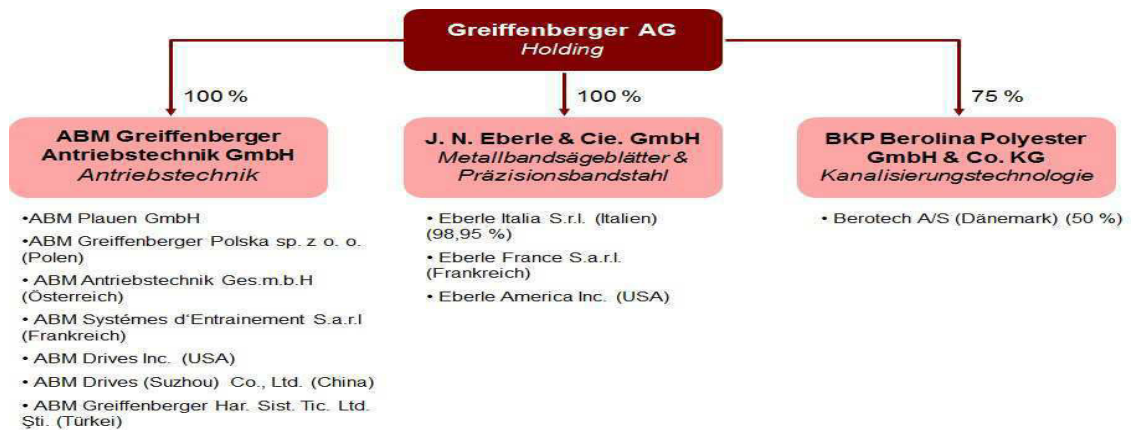 Greiffenberger AG
Holding
100 %
100 %
75 %
ABM Greiffenberger
Antriebstechnik GmbH
Antriebstechnik
J. N. Eberle & Cie. GmbH
Metallbandsägeblätter &
Präzisionsbandstahl
BKP Berolina Polyester
GmbH & Co. KG
Kanalisierungstechnologie
•ABM Plauen GmbH
•ABM Greiffenberger Polska sp. z o. o.
(Polen)
• ABM Antriebstechnik Ges.m.b.H
(Österreich)
• ABM Systémes d'Entrainement S.a.r.l
(Frankreich)
• ABM Drives Inc. (USA)
• ABM Drives (Suzhou) Co., Ltd. (China)
• ABM Greiffenberger Har. Sist. Tic. Ltd.
Şti. (Türkei)
• Eberle Italia S.r.l. (Italien)
(98,95 %)
• Eberle France S.a.r.l.
(Frankreich)
• Eberle America Inc. (USA)
• Berotech A/S (Dänemark) (50 %)